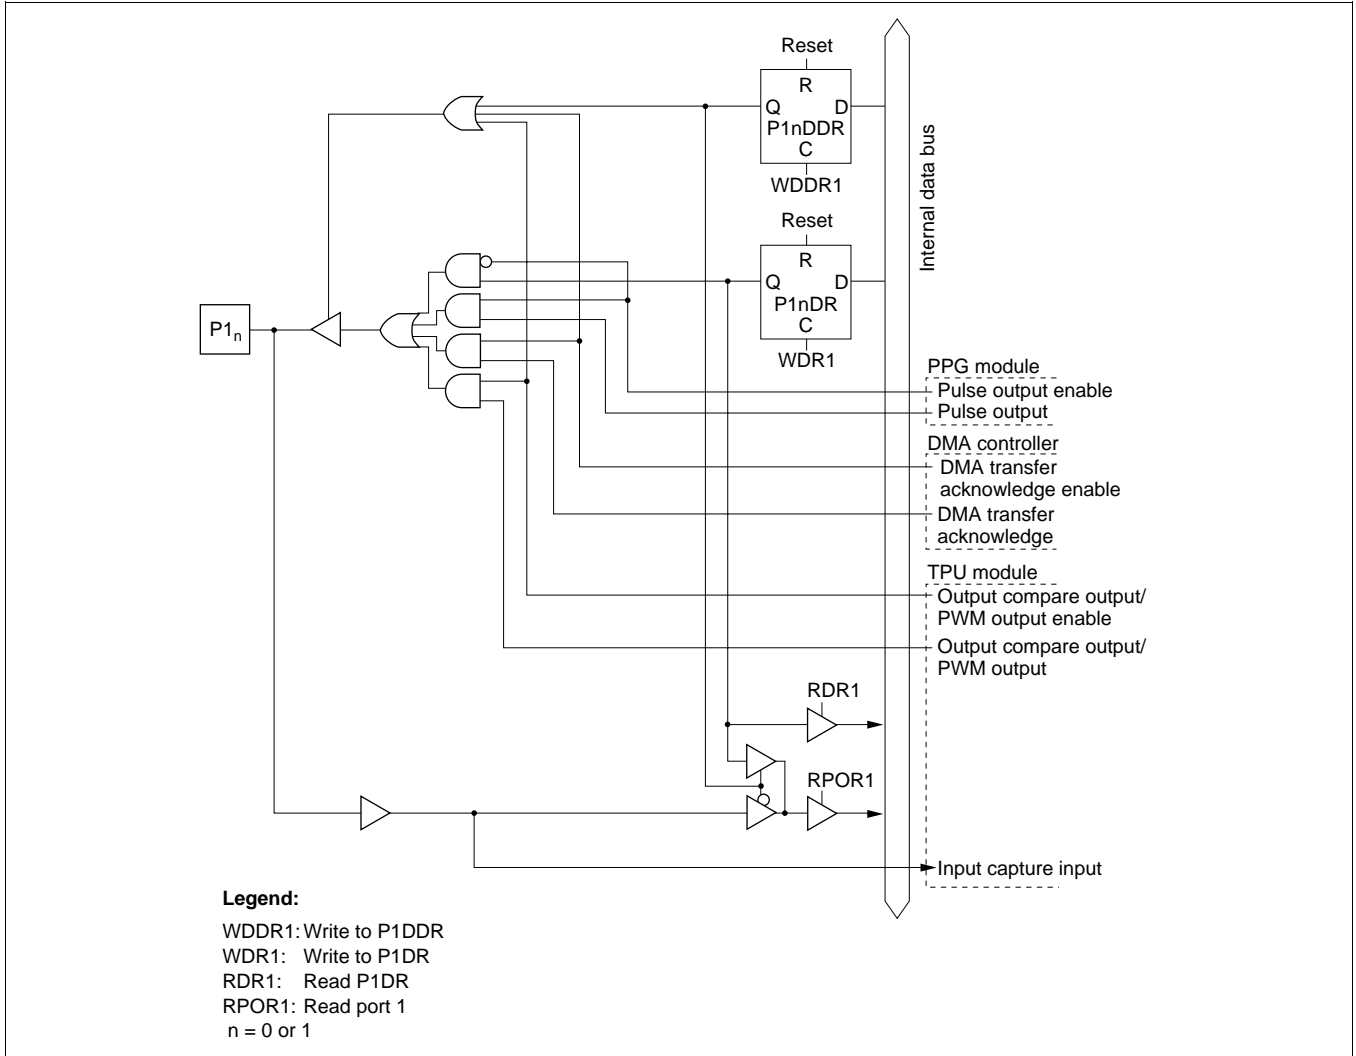 Reset
R
Q D
P1nDDR
C
WDDR1
Internal data bus
Reset
R
Q D
P1nDR
C
WDR1
P1n
PPG module
Pulse output enable
Pulse output
DMA controller
DMA transfer
acknowledge enable
DMA transfer
acknowledge
TPU module
Output compare output/
PWM output enable
Output compare output/
PWM output
RDR1
RPOR1
Input capture input
Legend:
WDDR1: Write to P1DDR
WDR1: Write to P1DR
RDR1: Read P1DR
RPOR1: Read port 1
n = 0 or 1